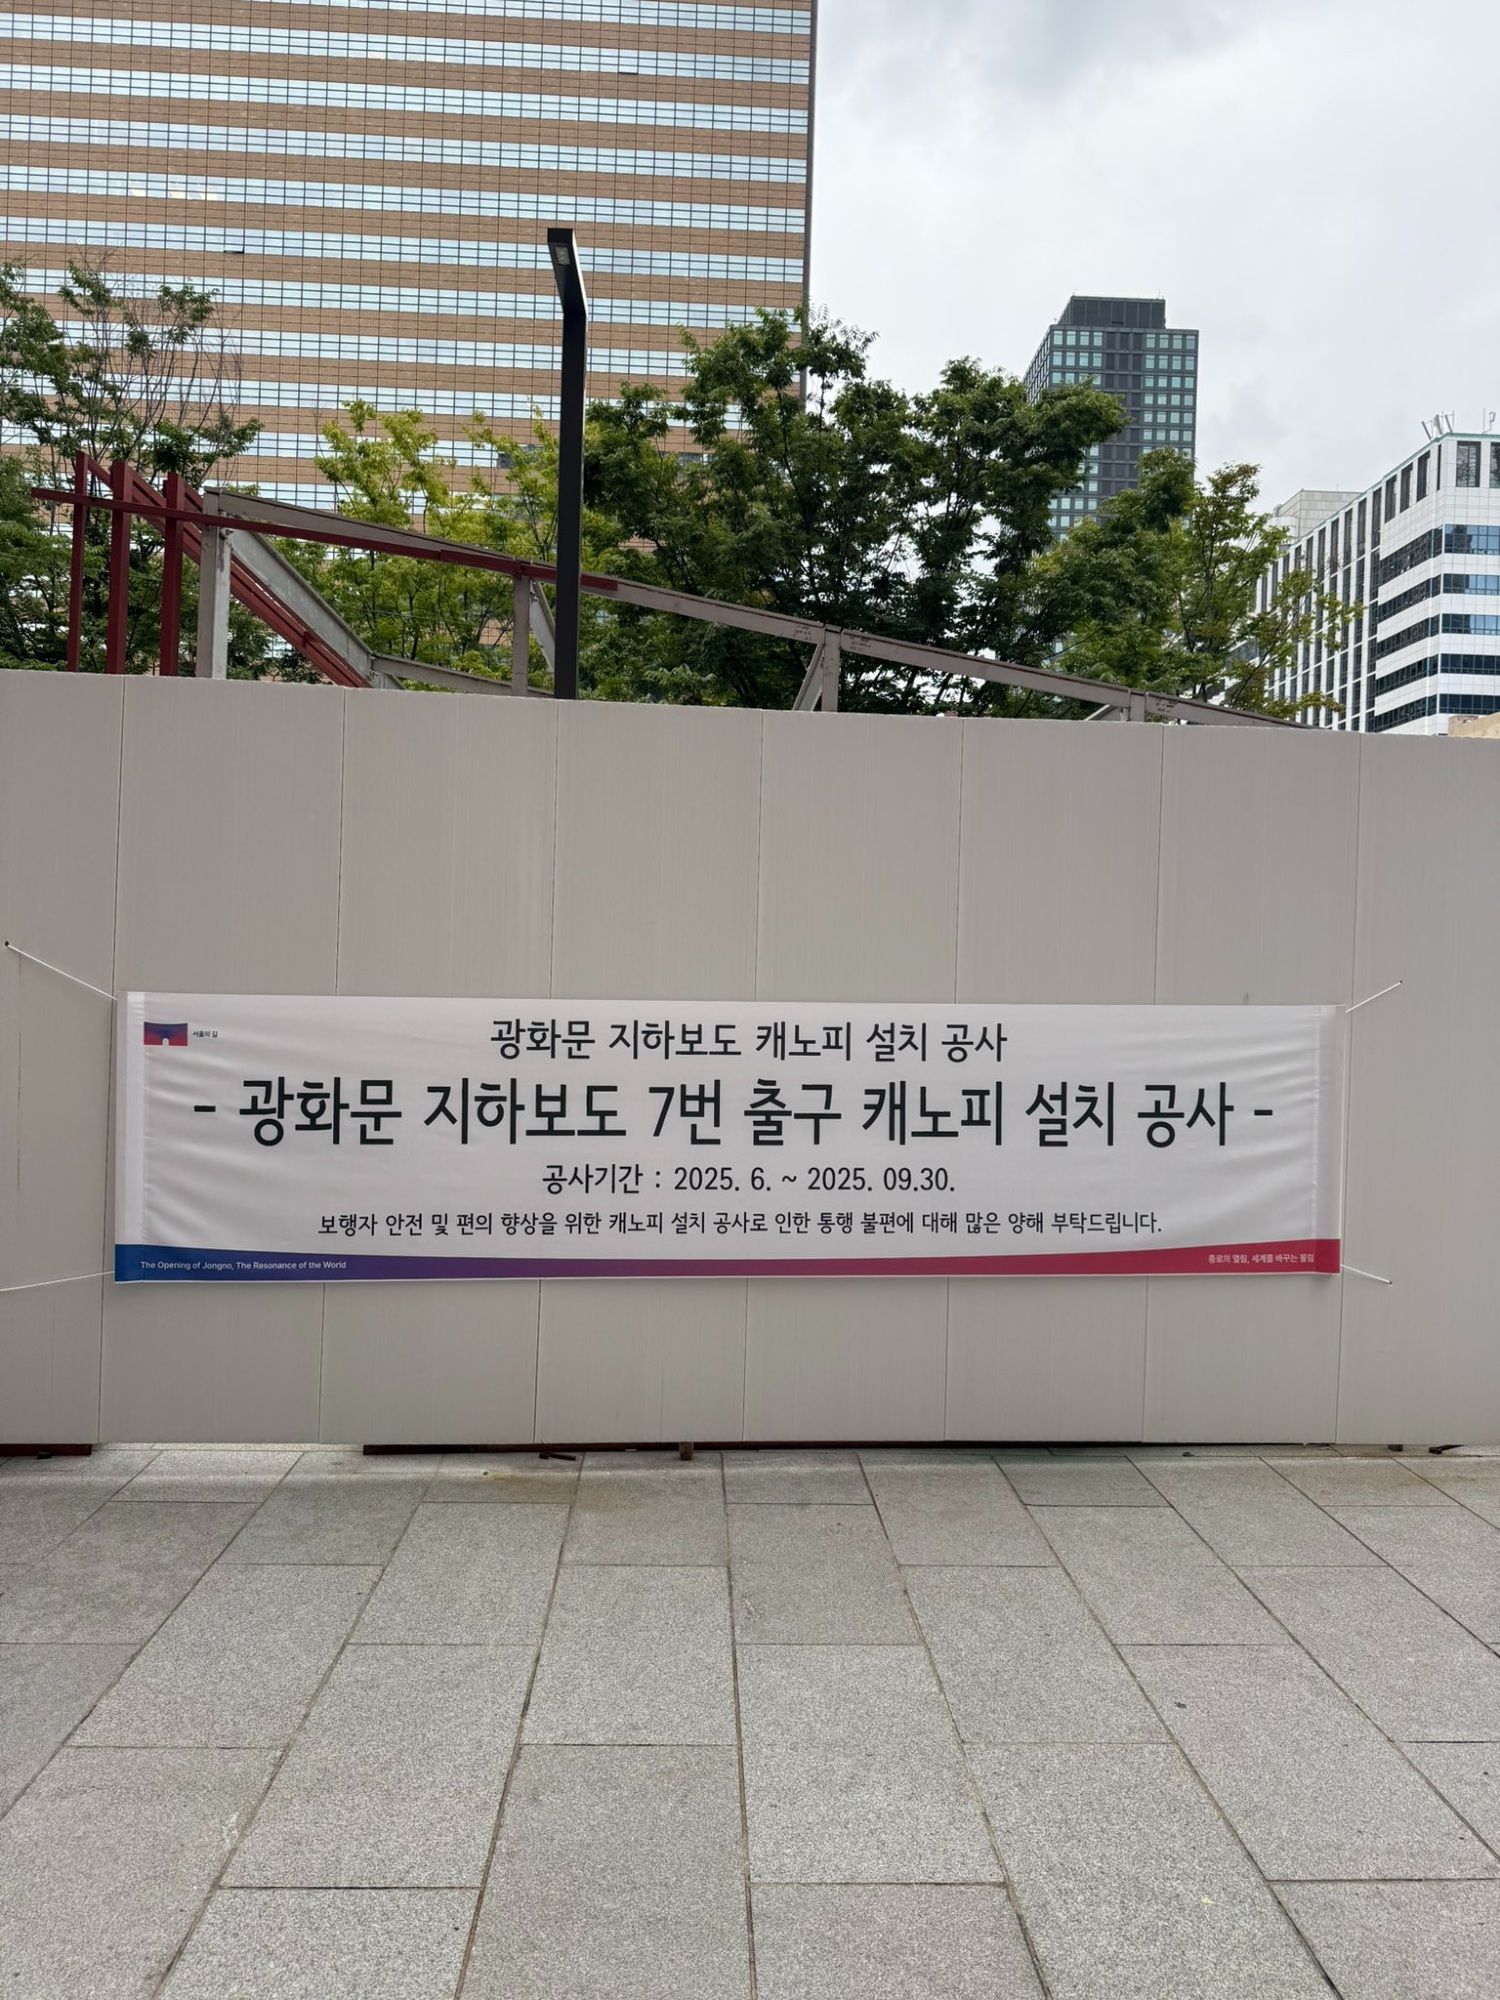 서울의 길
광화문 지하보도 캐노피 설치 공사
- 광화문 지하보도 7번 출구 캐노피 설치 공사 -
공사기간 : 2025. 6. ~ 2025. 09.30.
보행자 안전 및 편의 향상을 위한 캐노피 설치 공사로 인한 통행 불편에 대해 많은 양해 부탁드립니다.
The Opening of Jongno, The Resonance of the World
종로의 열림, 세계를 바꾸는 울림